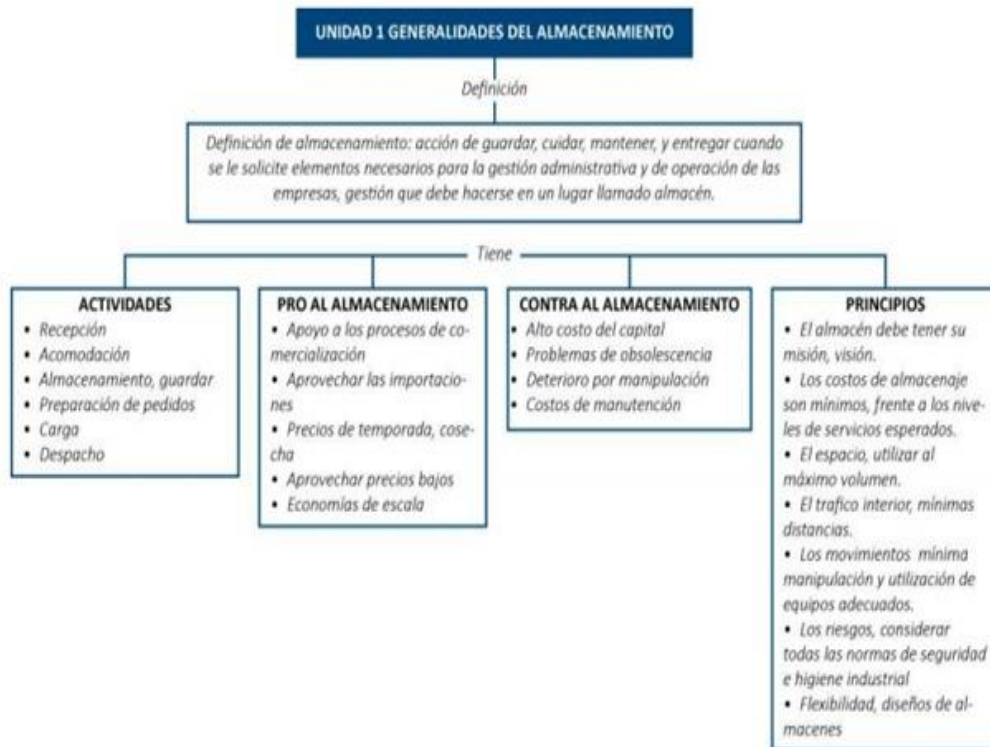 UNIDAD 1 GENERALIDADES DEL ALMACENAMIENTO
Definición
Definición de almacenamiento: acción de guardar, cuidar, mantener, y entregar cuando
se le solicite elementos necesarios para la gestión administrativa y de operación de las
empresas, gestión que debe hacerse en un lugar llamado almacén.
Tiene
ACTIVIDADES
• Recepción
• Acomodación
• Almacenamiento, guardar
• Preparación de pedidos
• Carga
• Despacho
PRO AL ALMACENAMIENTO
• Apoyo a los procesos de co-
mercialización
• Aprovechar las importacio-
nes
• Precios de temporada, cose-
cha
• Aprovechar precios bajos
• Economías de escala
CONTRA AL ALMACENAMIENTO
• Alto costo del capital
• Problemas de obsolescencia
• Deterioro por manipulación
• Costos de manutención
PRINCIPIOS
• El almacén debe tener su
misión, visión.
• Los costos de almacenaje
son mínimos, frente a los nive-
les de servicios esperados.
• El espacio, utilizar al
máximo volumen.
• El trafico interior, mínimas
distancias.
• Los movimientos mínima
manipulación y utilización de
equipos adecuados.
• Los riesgos, considerar
todas las normas de seguridad
e higiene industrial
• Flexibilidad, diseños de al-
macenes